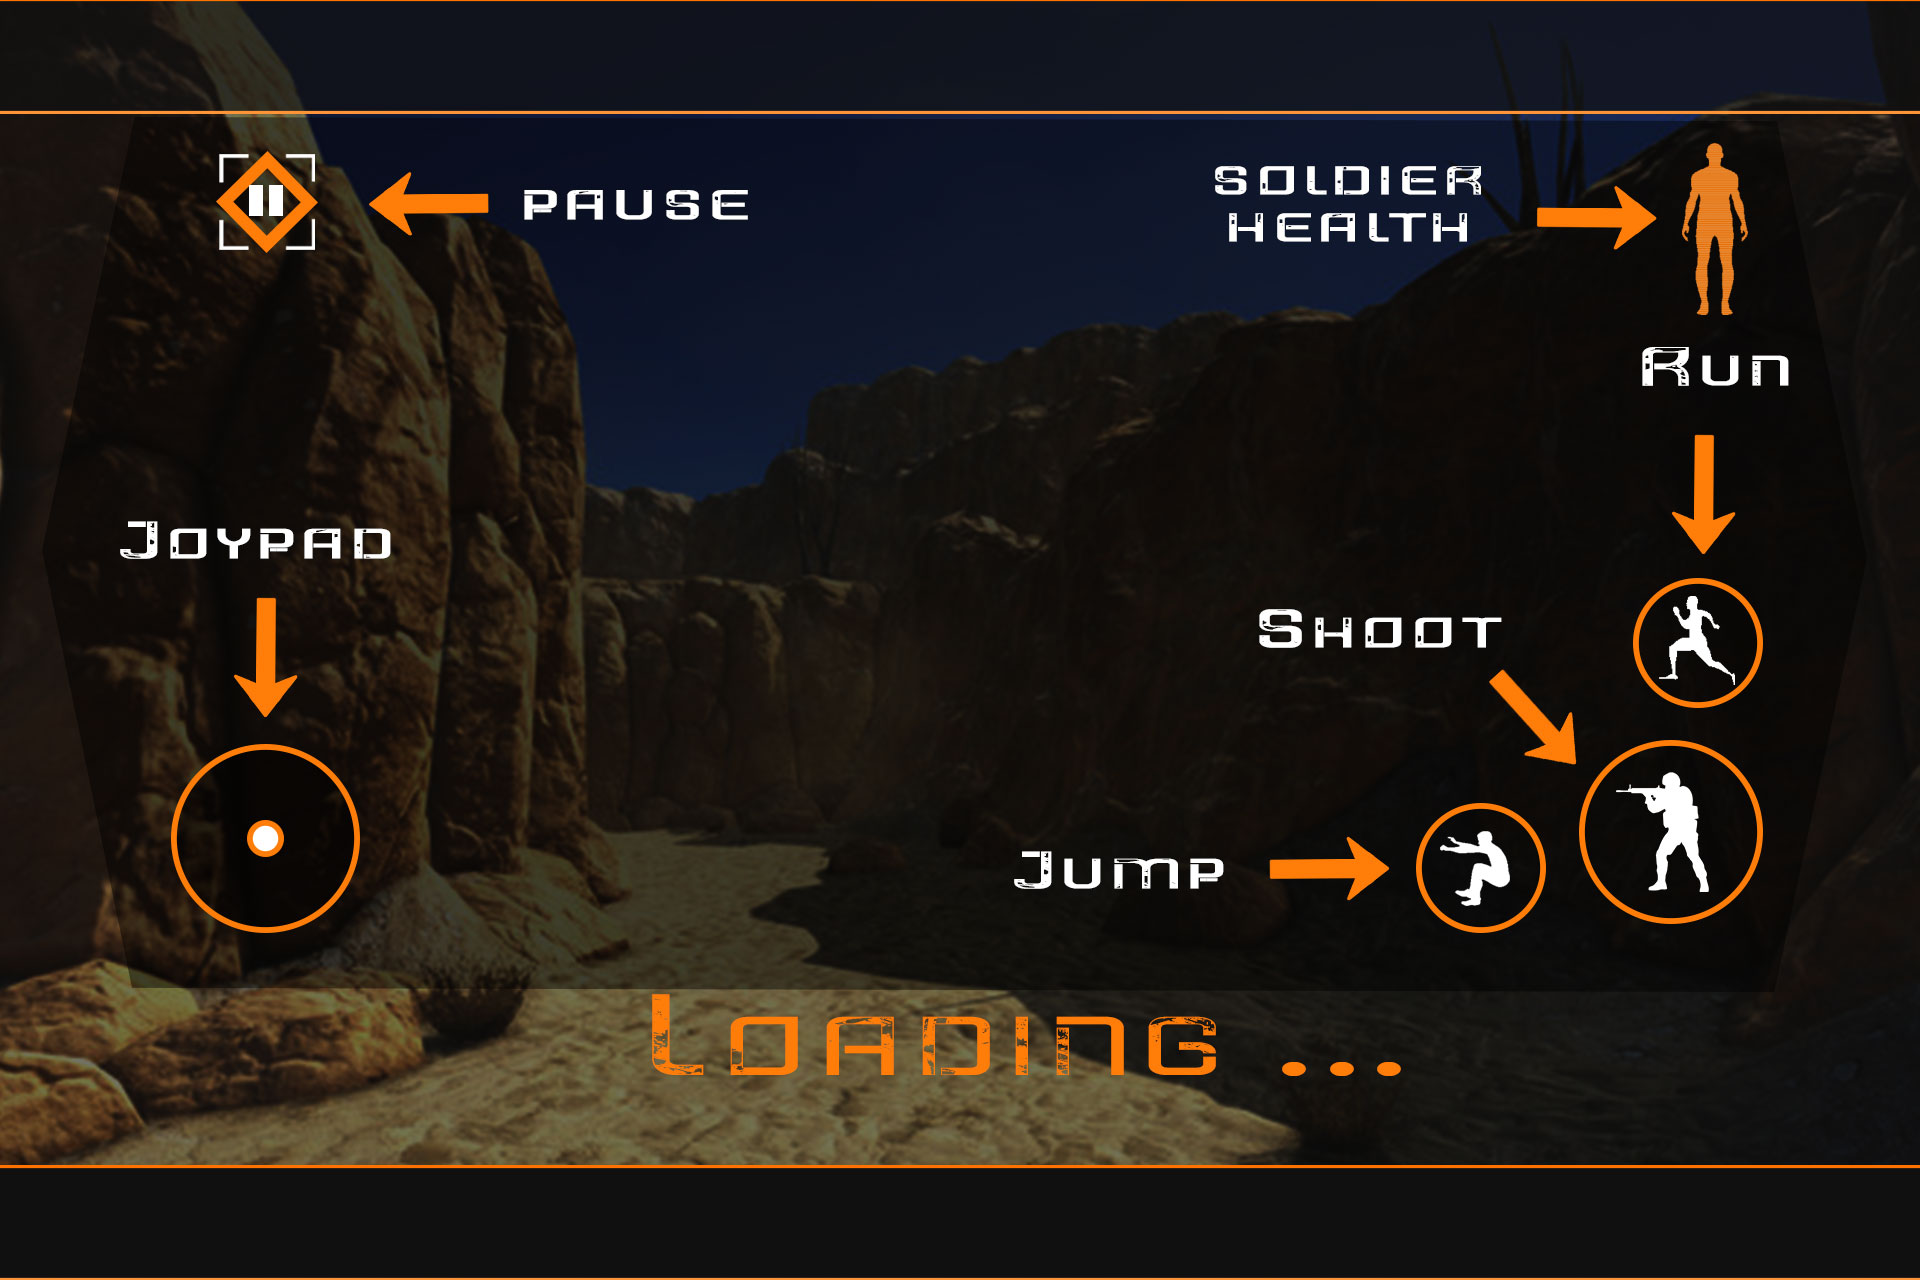 PAUSE
SOLDIER
HEALTH
RUN
JOYPAD
SHOOT
JUMP
LOADING ...